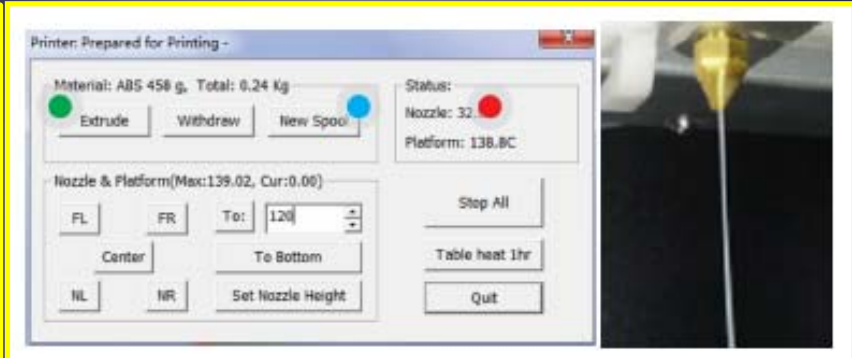 Printer: Prepared for Printing -
Material: ABS 458 g, Total: 0.24 Kg
Extrude
Withdraw
New Spool
Status:
Nozzle: 32
Platform: 138.8C
Nozzle & Platform(Max:139.02, Cur:0.00)
FL
FR
To:
120
Center
To Bottom
NL
NR
Set Nozzle Height
Stop All
Table heat 1hr
Quit